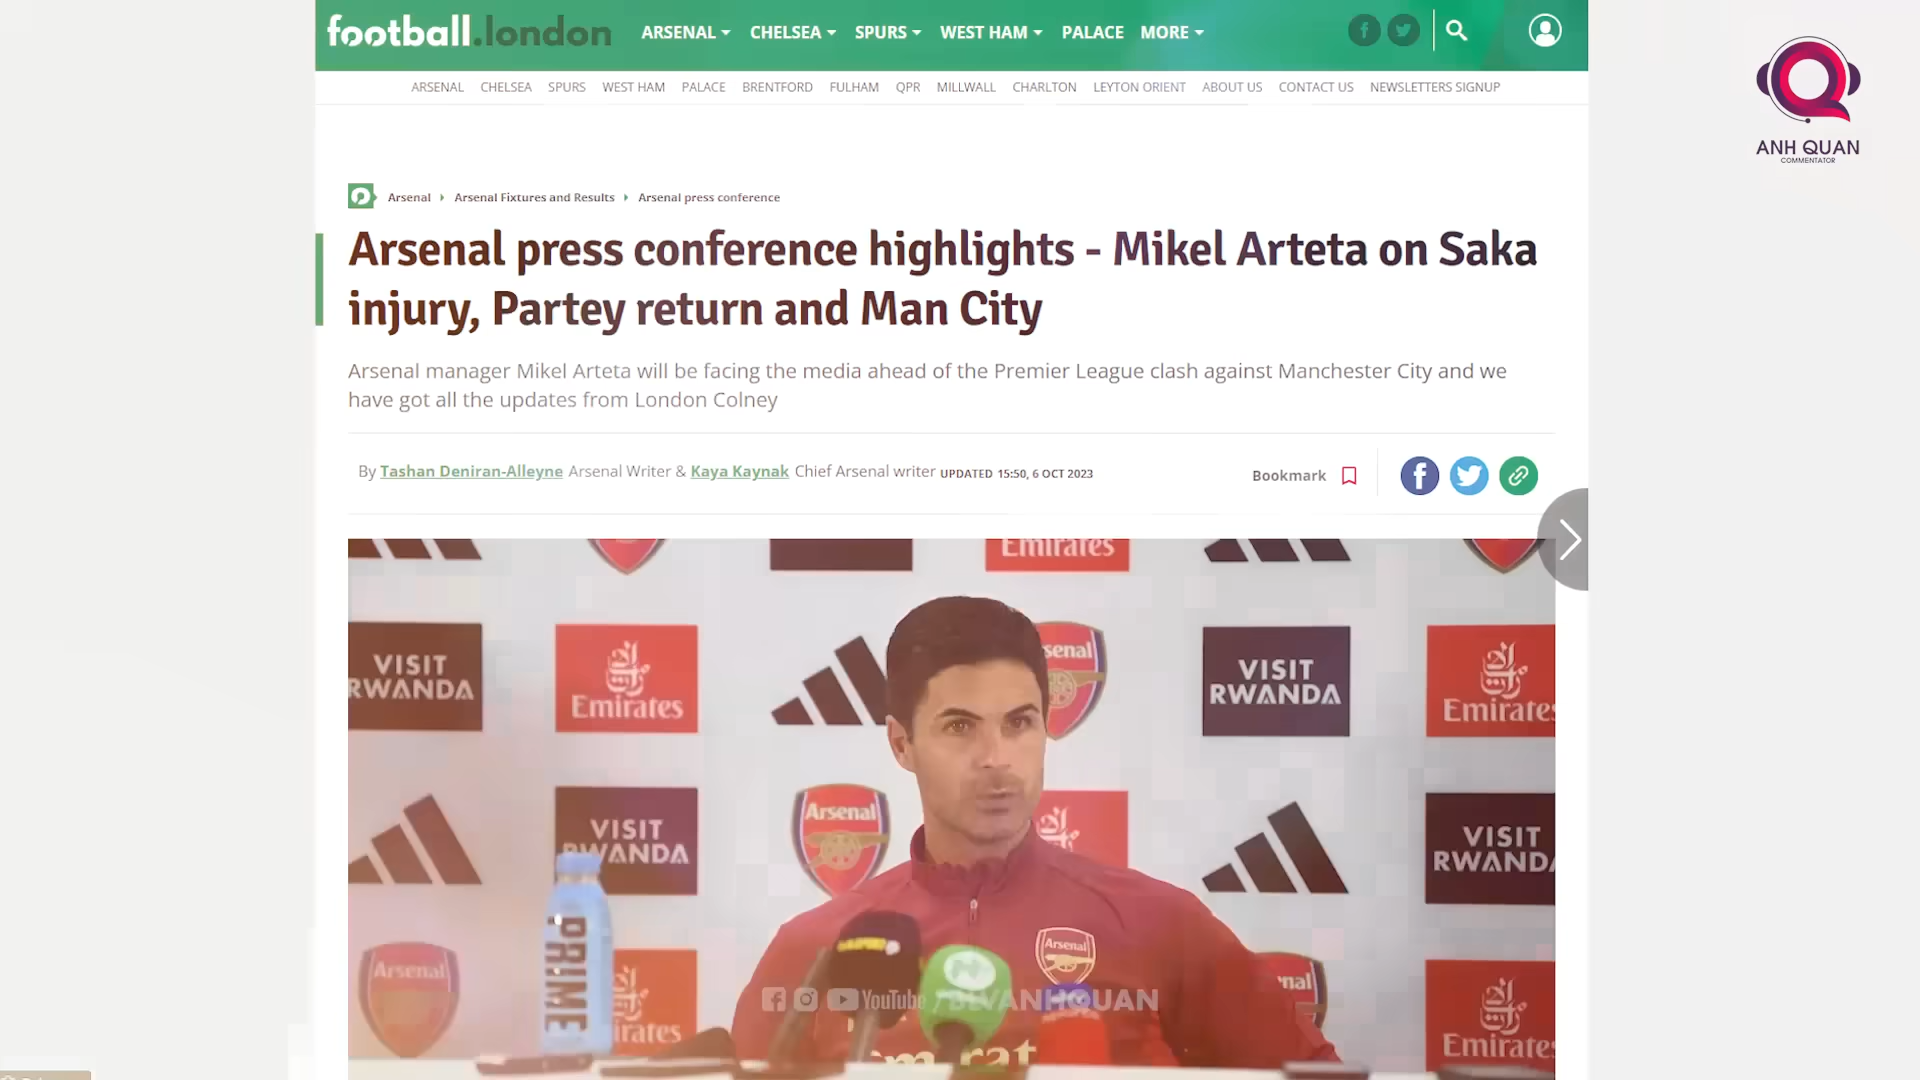 football.london
ARSENAL CHELSEA SPURS WEST HAM PALACE MORE
ARSENAL CHELSEA SPURS WEST HAM PALACE BRENTFORD FULHAM QPR MILLWALL CHARLTON LEYTON ORIENT ABOUT US CONTACT US NEWSLETTERS SIGNUP
ANH QUAN
COMMENTATOR
Arsenal Arsenal Fixtures and Results Arsenal press conference
Arsenal press conference highlights - Mikel Arteta on Saka
injury, Partey return and Man City
Arsenal manager Mikel Arteta will be facing the media ahead of the Premier League clash against Manchester City and we
have got all the updates from London Colney
By Tashan Deniran-Alleyne Arsenal Writer & Kaya Kaynak Chief Arsenal writer UPDATED 15:50, 6 OCT 2023
Bookmark
Emirates
VISIT
RWANDA
Emirates
senal
VISIT
RWANDA
Emirates
VISIT
RWANDA
Arsenal
VISIT
RWANDA
PRIME
Arsenal
Arsenal
nal
YouTube /BLVANHQUAN
Emirates